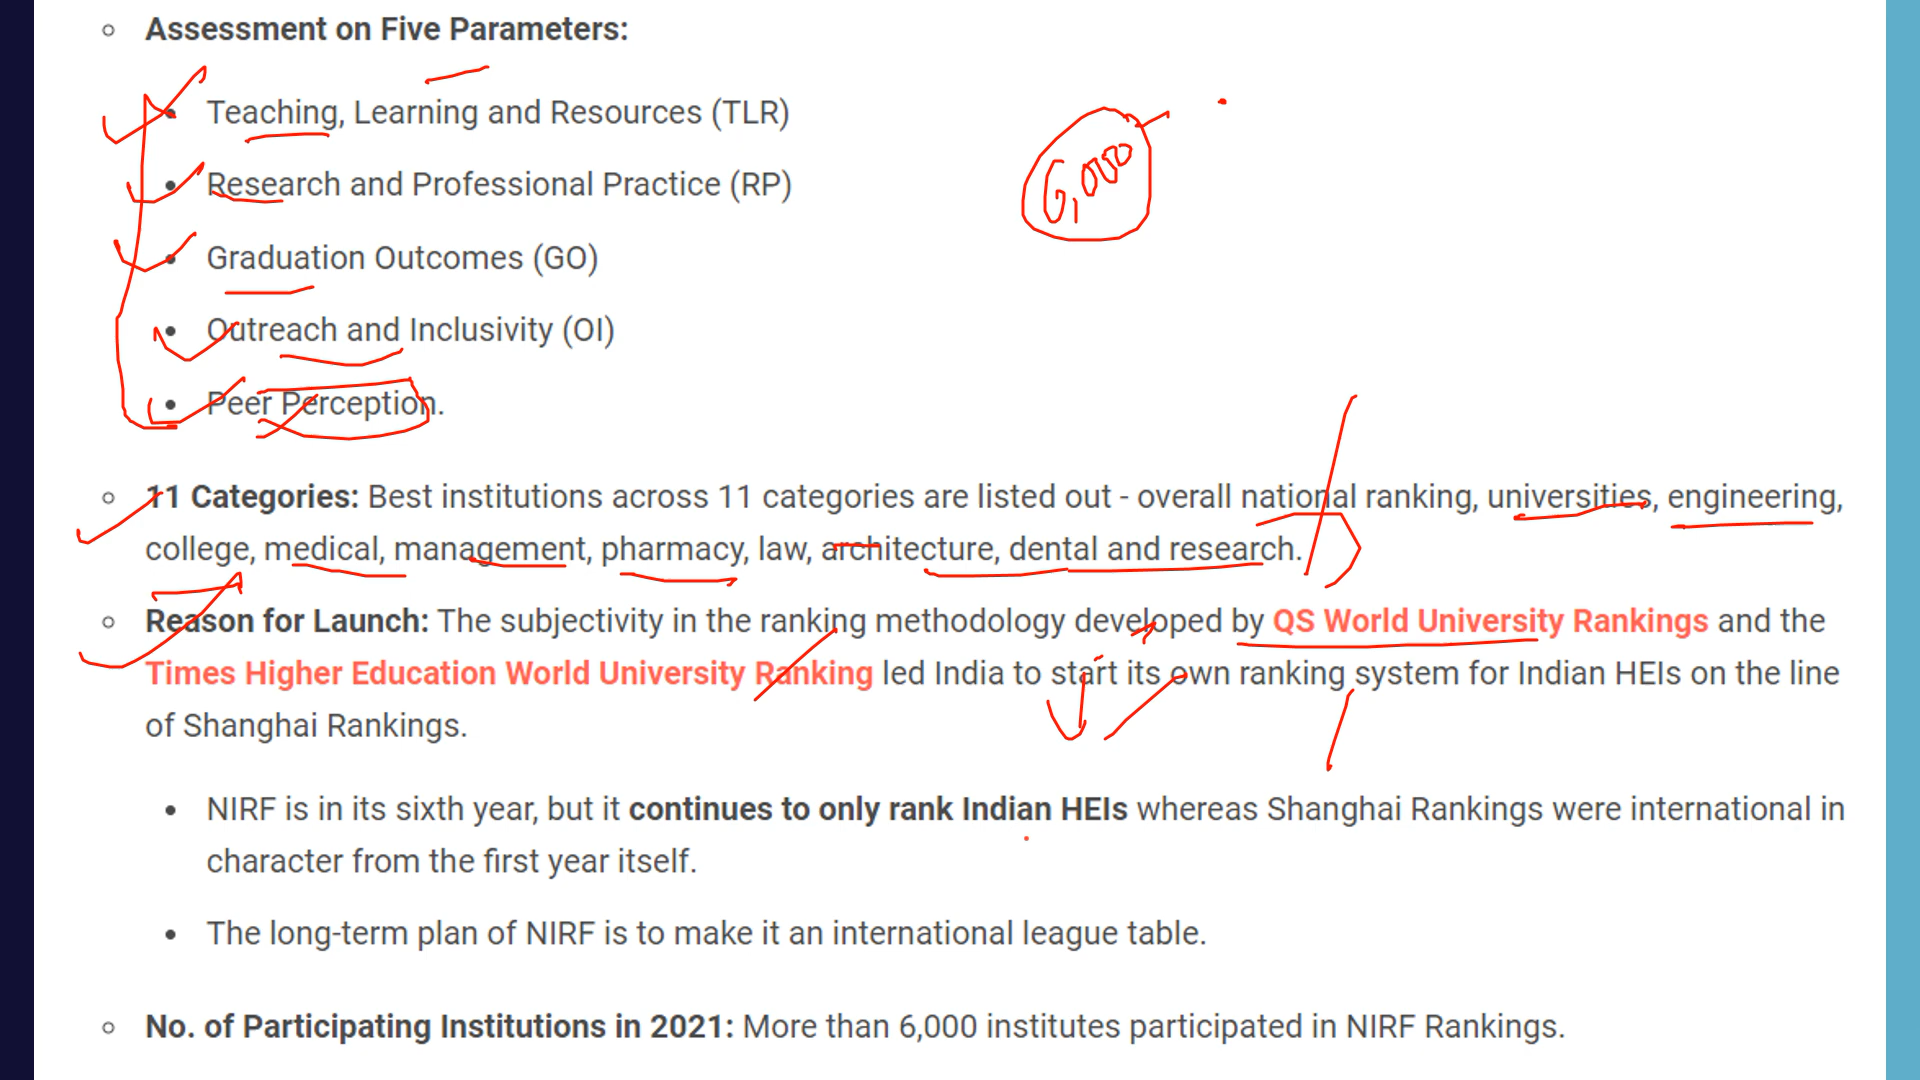 Assessment on Five Parameters:
Teaching, Learning and Resources (TLR)
6,000
Research and Professional Practice (RP)
Graduation Outcomes (GO)
Outreach and Inclusivity (OI)
Peer Perception.
11 Categories: Best institutions across 11 categories are listed out - overall national ranking, universities, engineering,
college, medical, management, pharmacy, law, architecture, dental and research.
Reason for Launch: The subjectivity in the ranking methodology developed by QS World University Rankings and the
Times Higher Education World University Ranking led India to start its own ranking system for Indian HEIs on the line
of Shanghai Rankings.
NIRF is in its sixth year, but it continues to only rank Indian HEIs whereas Shanghai Rankings were international in
character from the first year itself.
The long-term plan of NIRF is to make it an international league table.
No. of Participating Institutions in 2021: More than 6,000 institutes participated in NIRF Rankings.